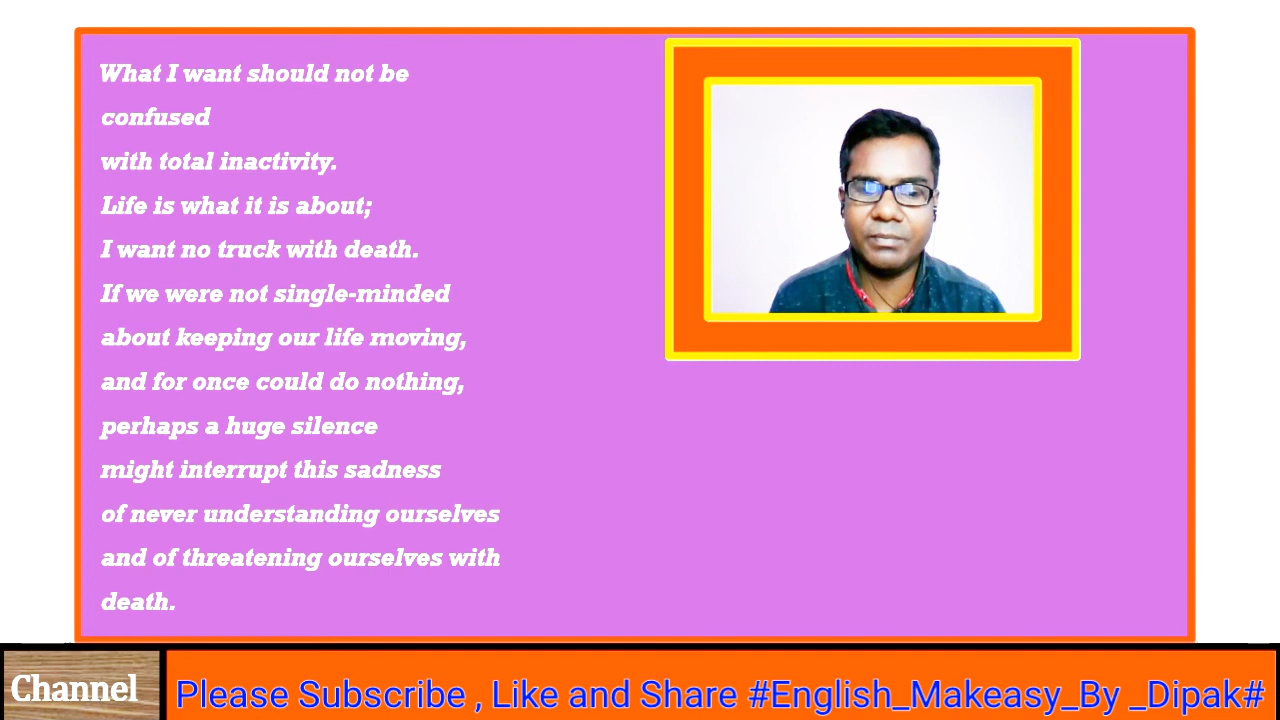 What I want should not be
confused
with total inactivity.
Life is what it is about;
I want no truck with death.
If we were not single-minded
about keeping our life moving,
and for once could do nothing,
perhaps a huge silence
might interrupt this sadness
of never understanding ourselves
and of threatening ourselves with
death.
Channel
Please Subscribe , Like and Share #English_Makeasy_By _Dipak#